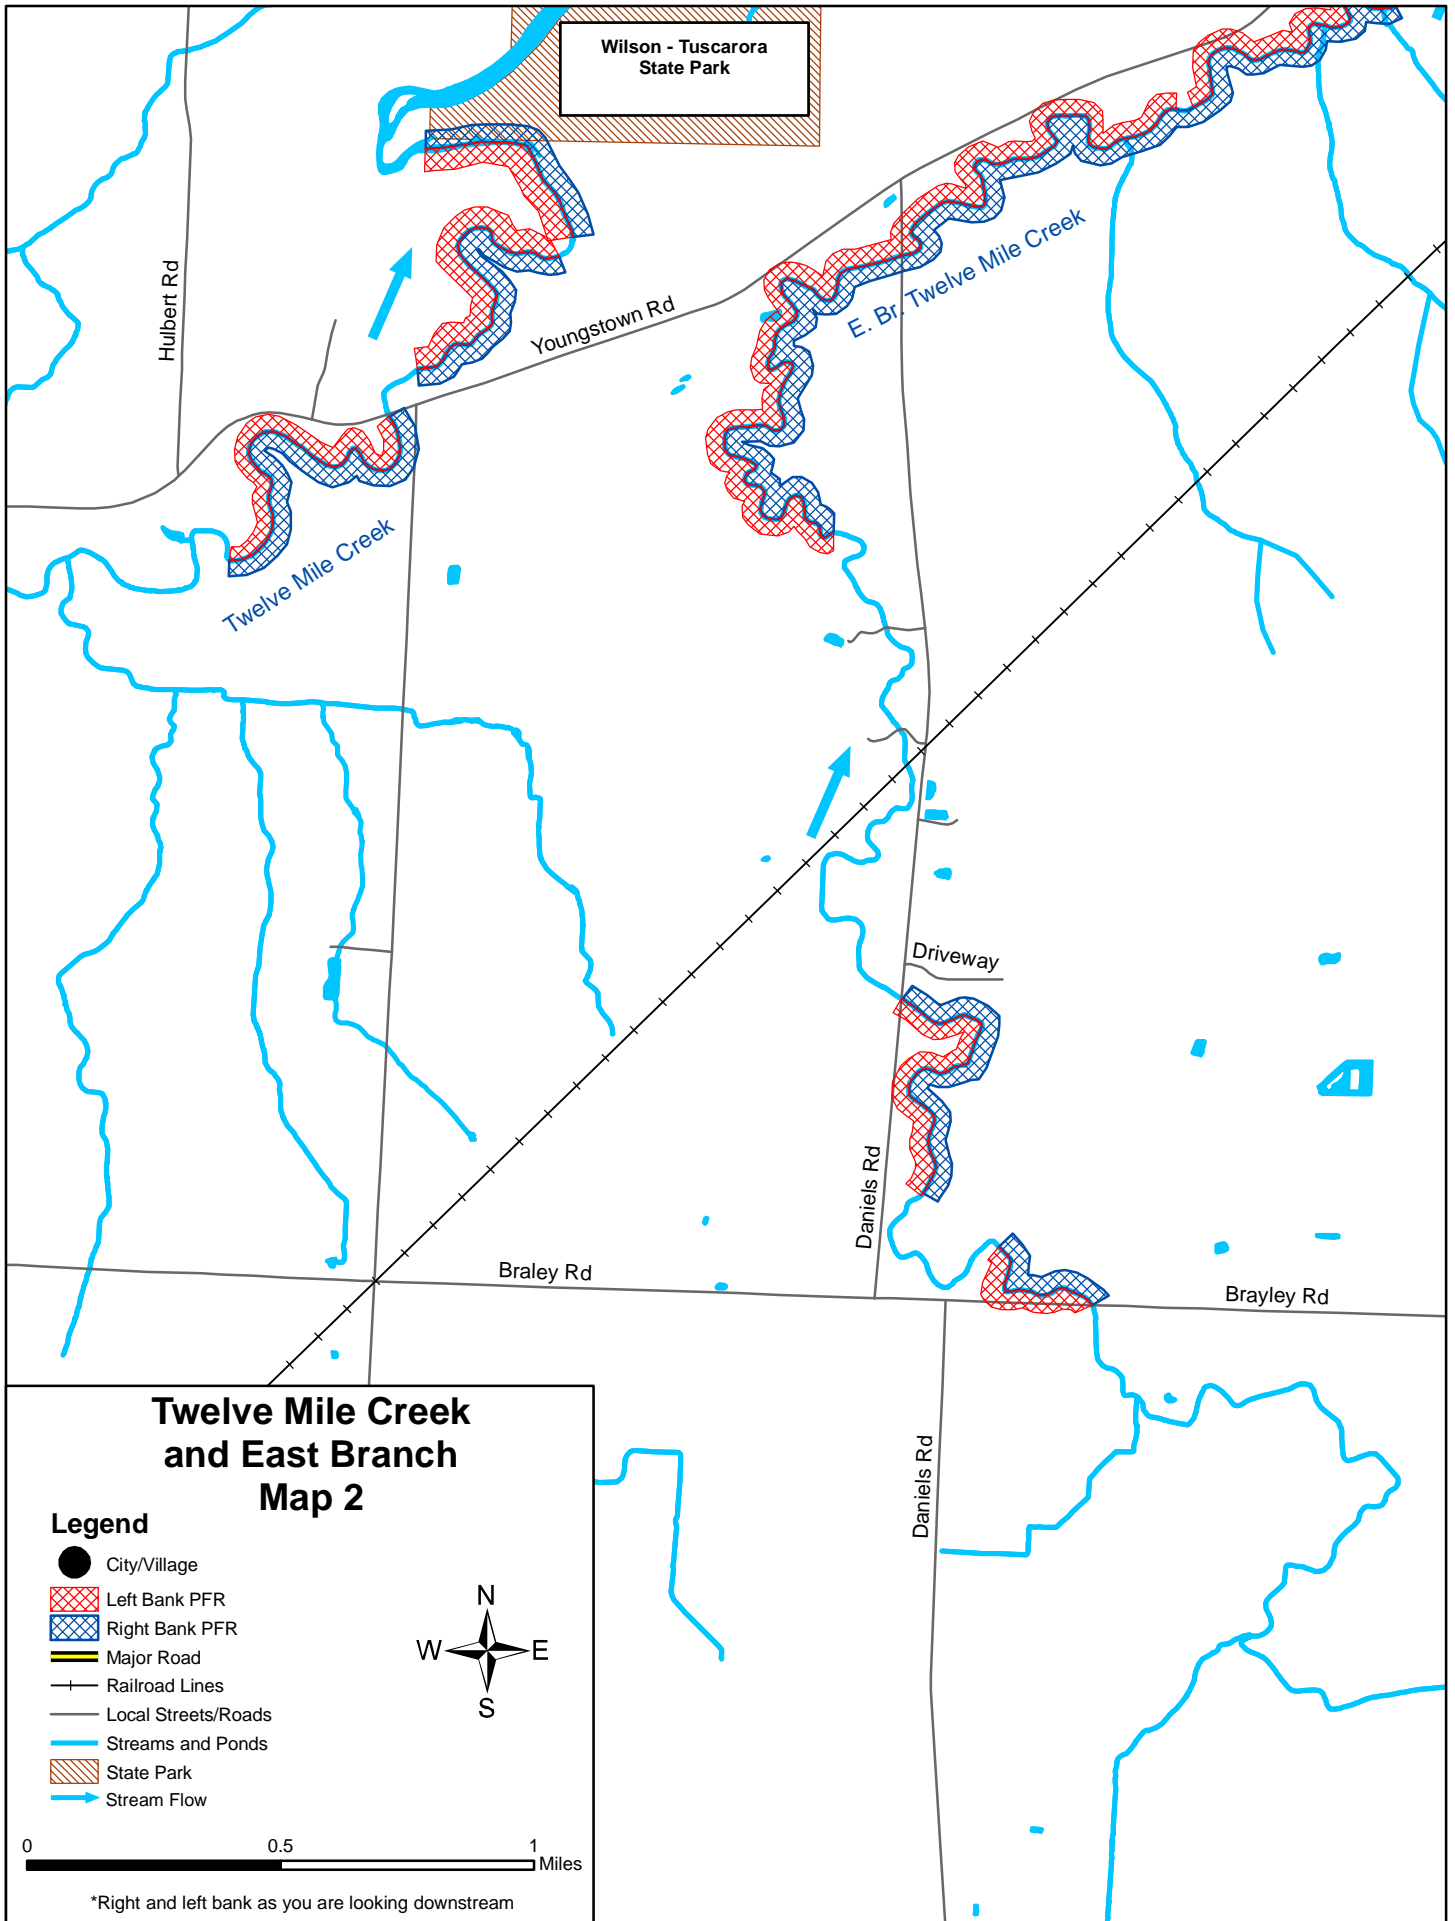 Wilson - Tuscarora
State Park
Hulbert Rd
Youngstown Rd
E. Br. Twelve Mile Creek
Twelve Mile Creek
Driveway
Daniels Rd
Braley Rd
Brayley Rd
Daniels Rd
Twelve Mile Creek
and East Branch
Map 2
Legend
City/Village
Left Bank PFR
Right Bank PFR
Major Road
Railroad Lines
Local Streets/Roads
Streams and Ponds
State Park
Stream Flow
N
W E
S
0 0.5 1
Miles
*Right and left bank as you are looking downstream